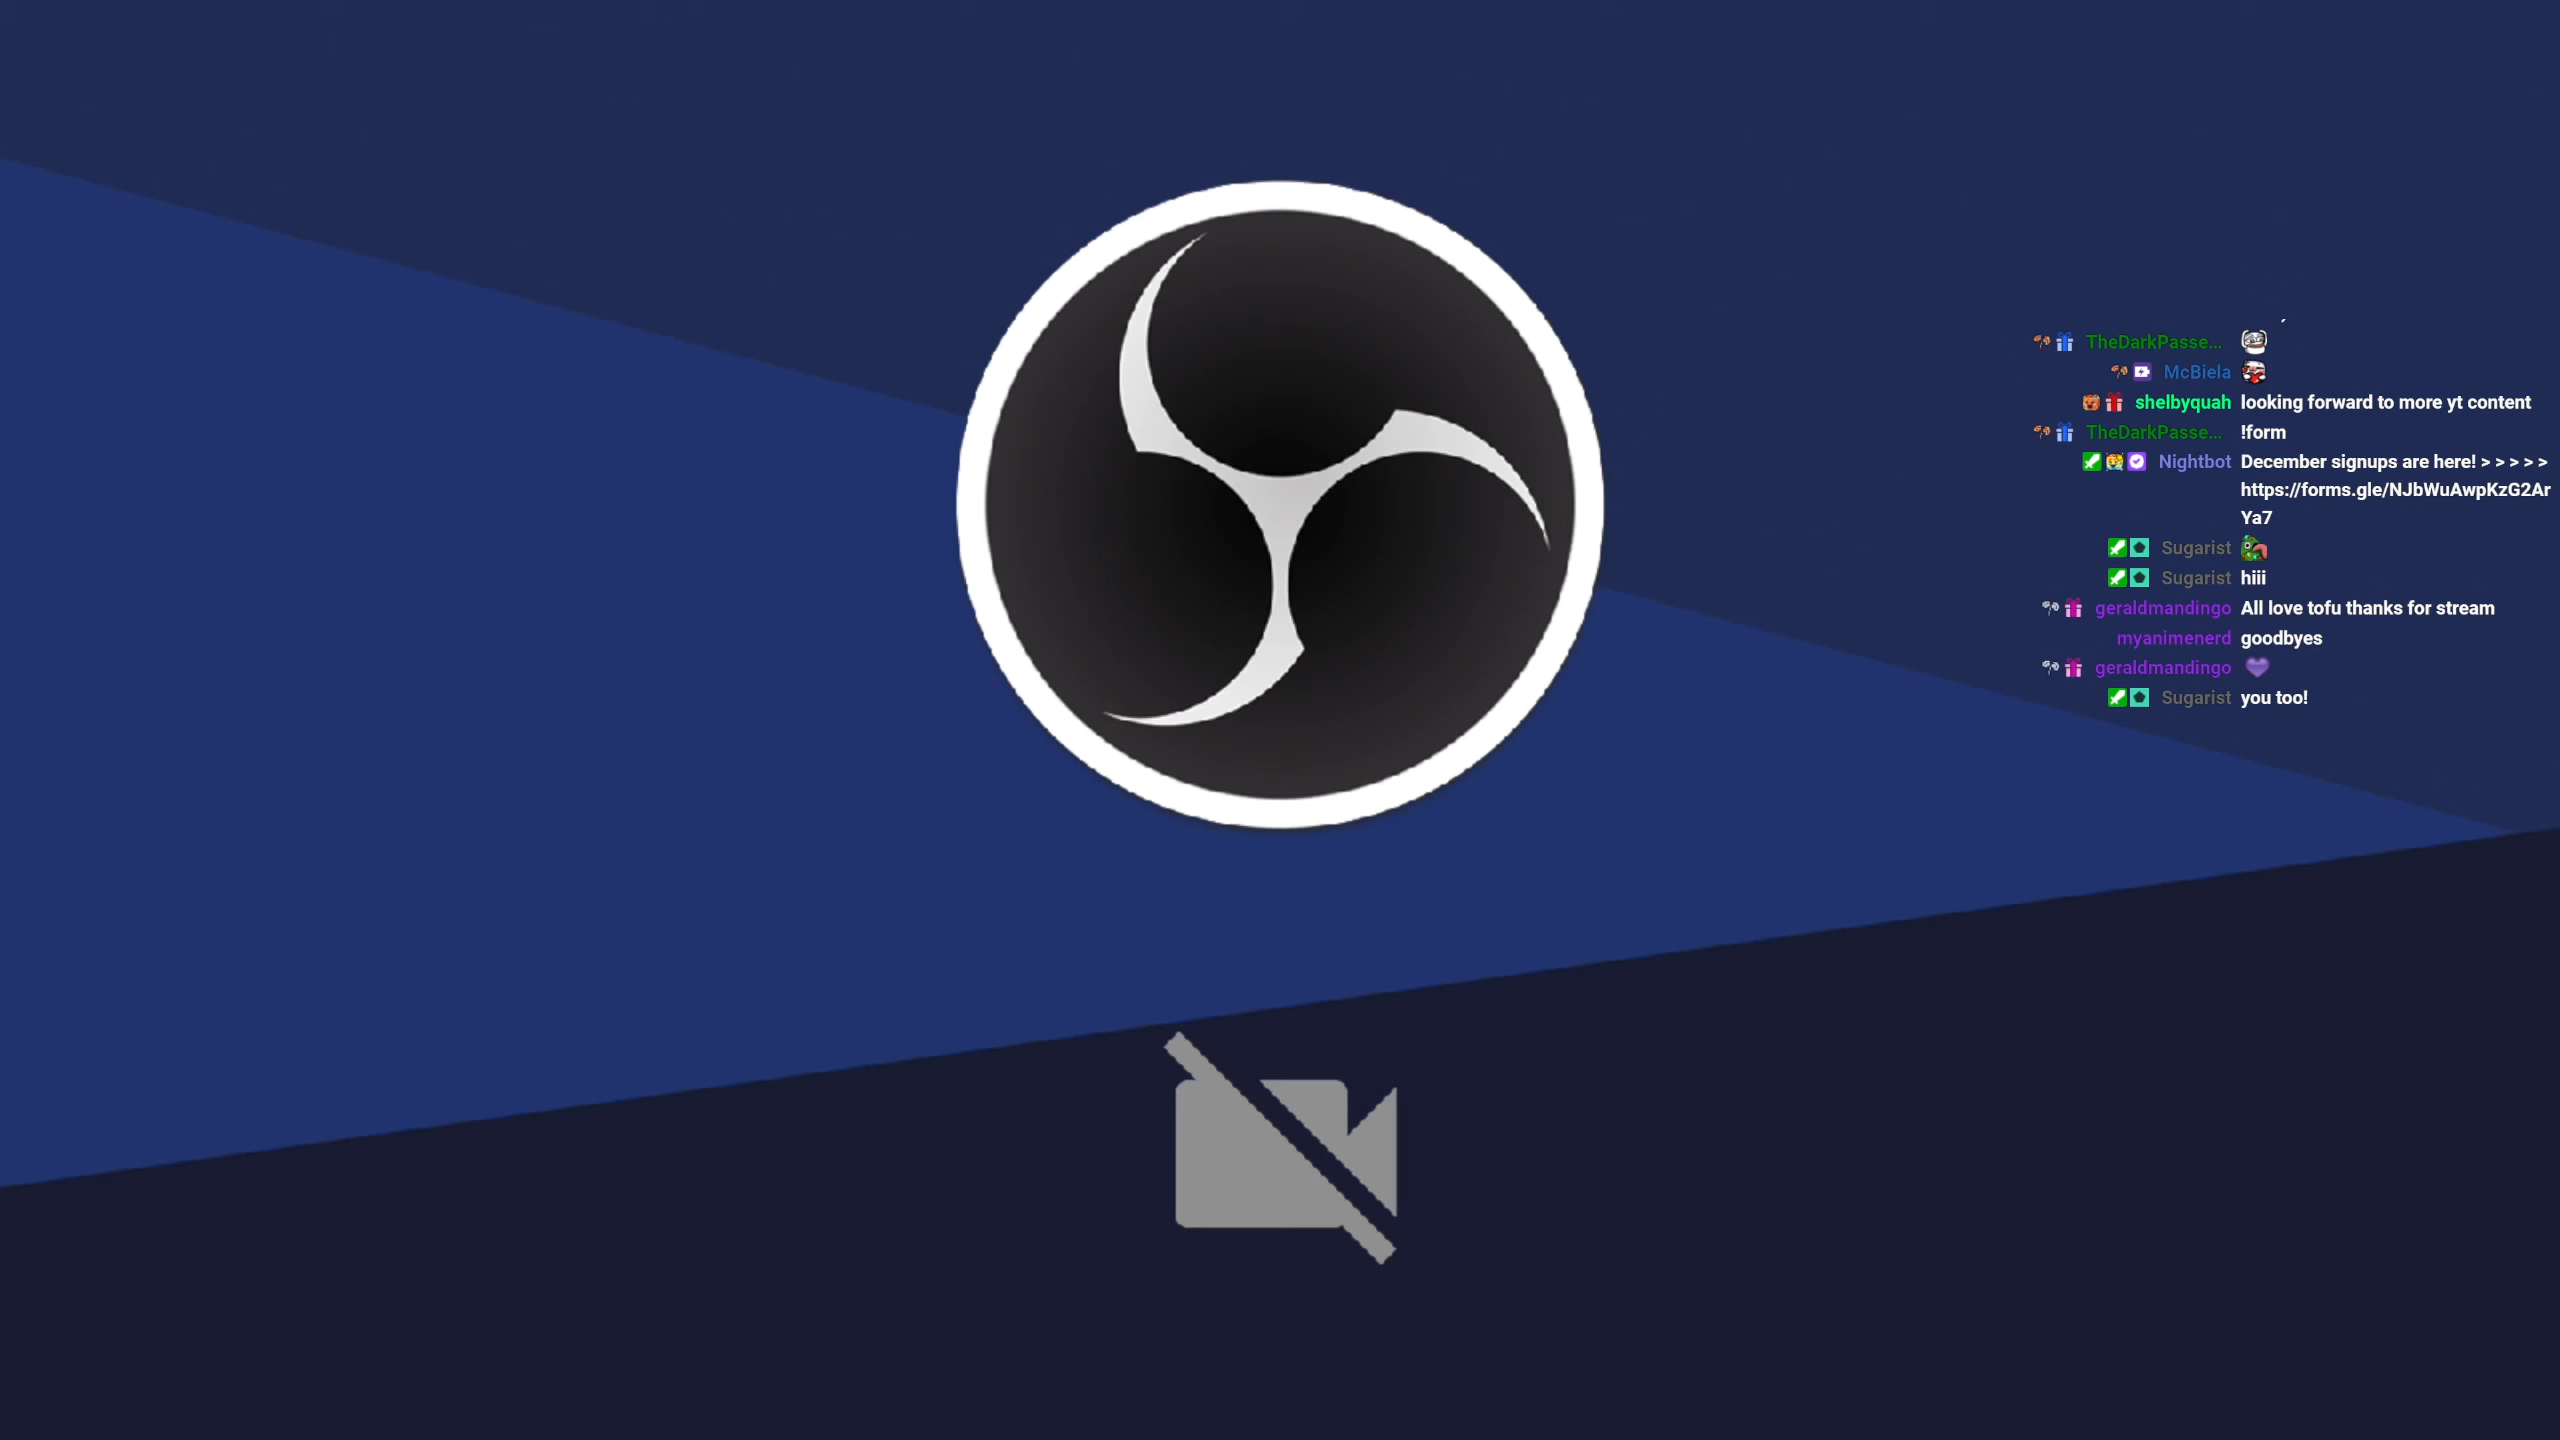 TheDarkPasse...
McBiela
shelbyquah looking forward to more yt content
TheDarkPasse... !form
Nightbot December signups are here! > > > > >
https://forms.gle/NJbWuAwpKzG2Ar
Ya7
Sugarist
Sugarist hiii
geraldmandingo All love tofu thanks for stream
myanimenerd goodbyes
geraldmandingo
Sugarist you too!